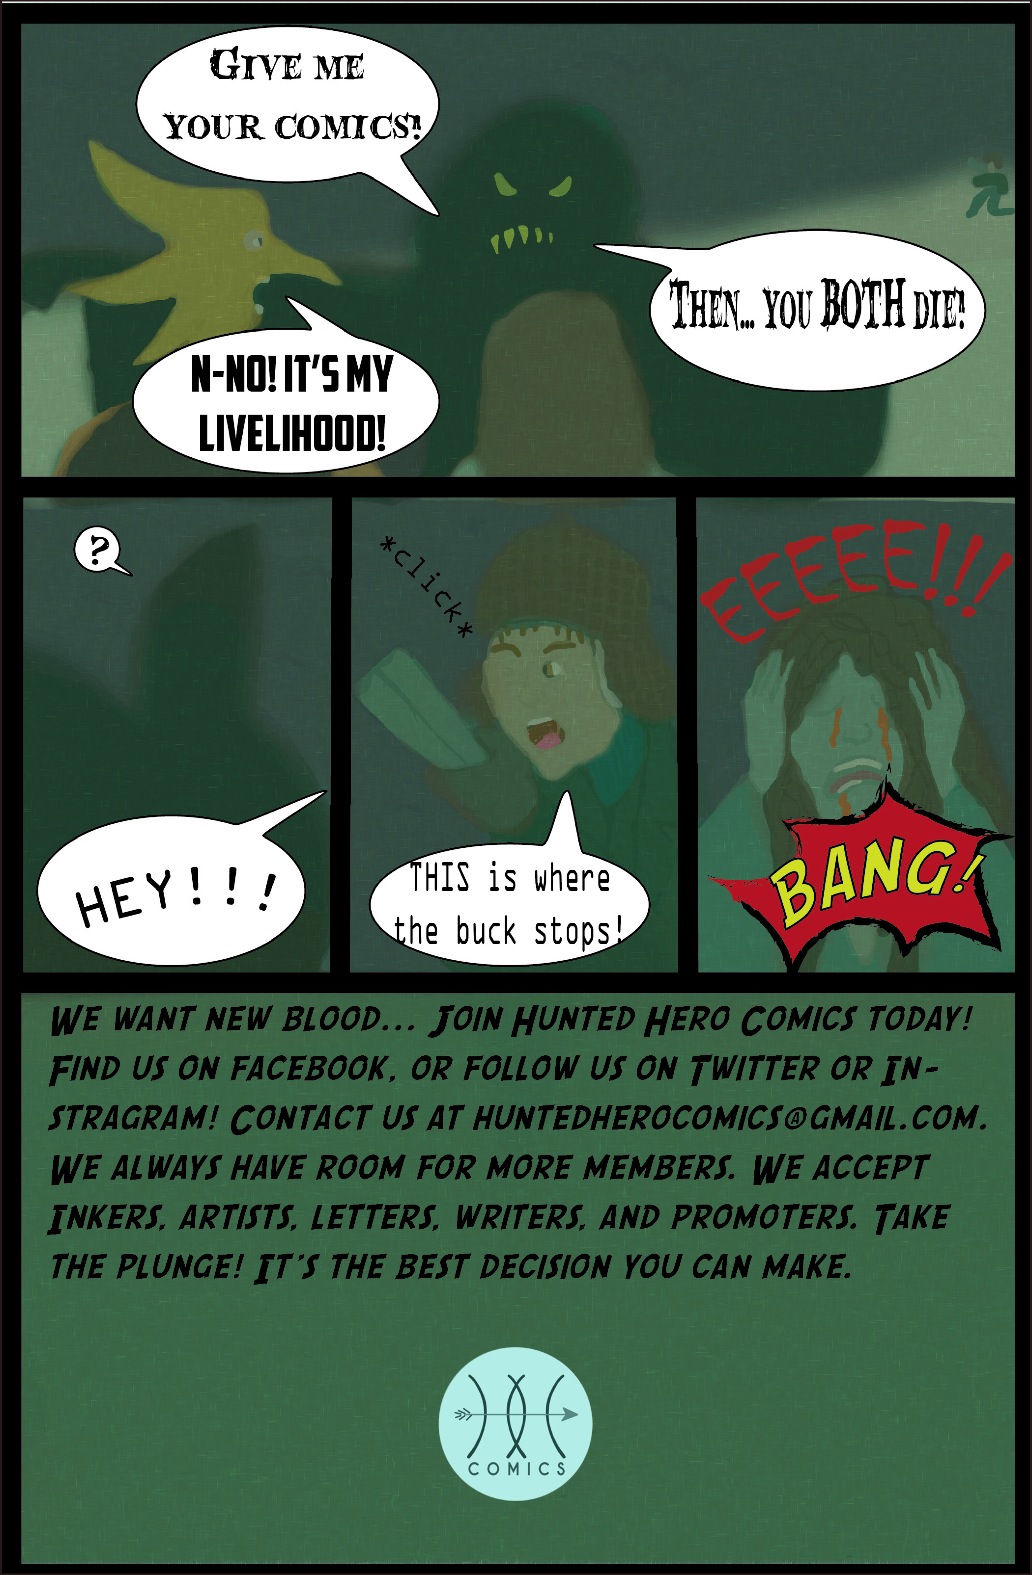 GIVE ME
YOUR COMICS!
N-NO! IT'S MY
LIVELIHOOD!
THEN... YOU BOTH DIE!
?
HEY!!!
*click*
THIS is where
the buck stops!
EEEEE!!!
BANG!
WE WANT NEW BLOOD... JOIN HUNTED HERO COMICS TODAY!
FIND US ON FACEBOOK, OR FOLLOW US ON TWITTER OR IN-
STRAGRAM! CONTACT US AT HUNTEDHEROCOMICS@GMAIL.COM.
WE ALWAYS HAVE ROOM FOR MORE MEMBERS. WE ACCEPT
INKERS, ARTISTS, LETTERS, WRITERS, AND PROMOTERS. TAKE
THE PLUNGE! IT'S THE BEST DECISION YOU CAN MAKE.
COMICS